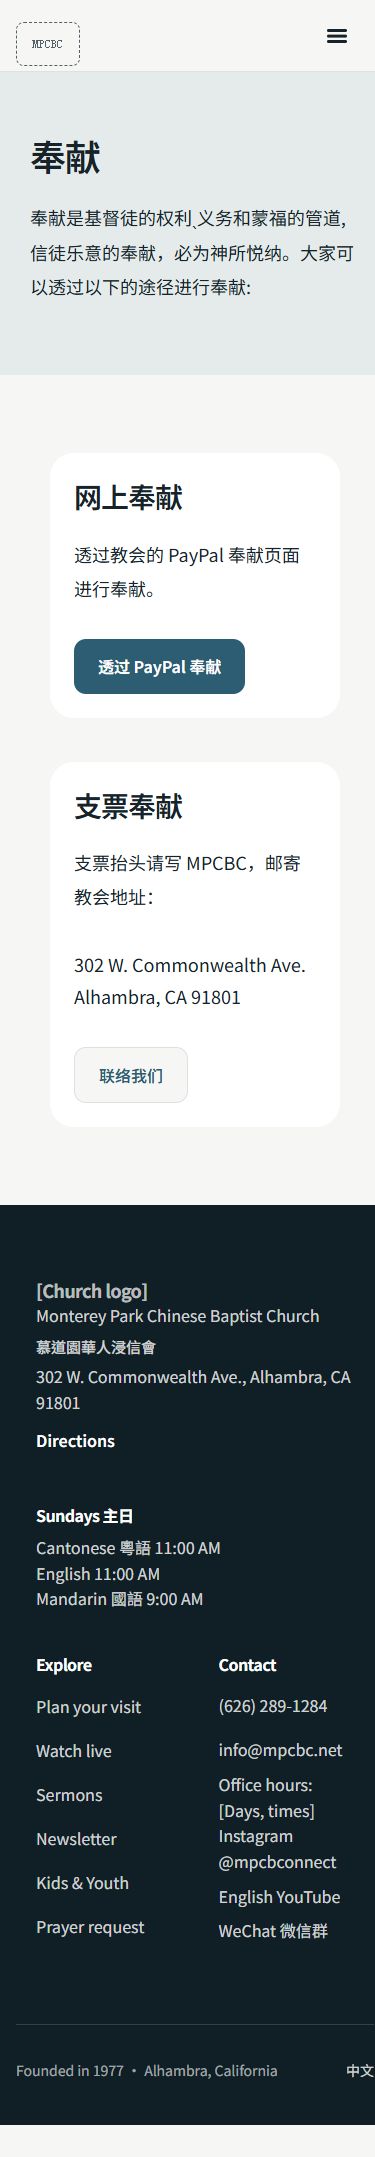 MPCBC
奉献
奉献是基督徒的权利、义务和蒙福的管道,
信徒乐意的奉献，必为神所悦纳。大家可
以透过以下的途径进行奉献:
网上奉献
透过教会的 PayPal 奉献页面
进行奉献。
透过 PayPal 奉献
支票奉献
支票抬头请写 MPCBC，邮寄
教会地址：
302 W. Commonwealth Ave.
Alhambra, CA 91801
联络我们
[Church logo]
Monterey Park Chinese Baptist Church
慕道園華人浸信會
302 W. Commonwealth Ave., Alhambra, CA
91801
Directions
Sundays 主日
Cantonese 粵語 11:00 AM
English 11:00 AM
Mandarin 國語 9:00 AM
Explore
Plan your visit
Watch live
Sermons
Newsletter
Kids & Youth
Prayer request
Contact
(626) 289-1284
info@mpcbc.net
Office hours:
[Days, times]
Instagram
@mpcbconnect
English YouTube
WeChat 微信群
Founded in 1977 · Alhambra, California
中文